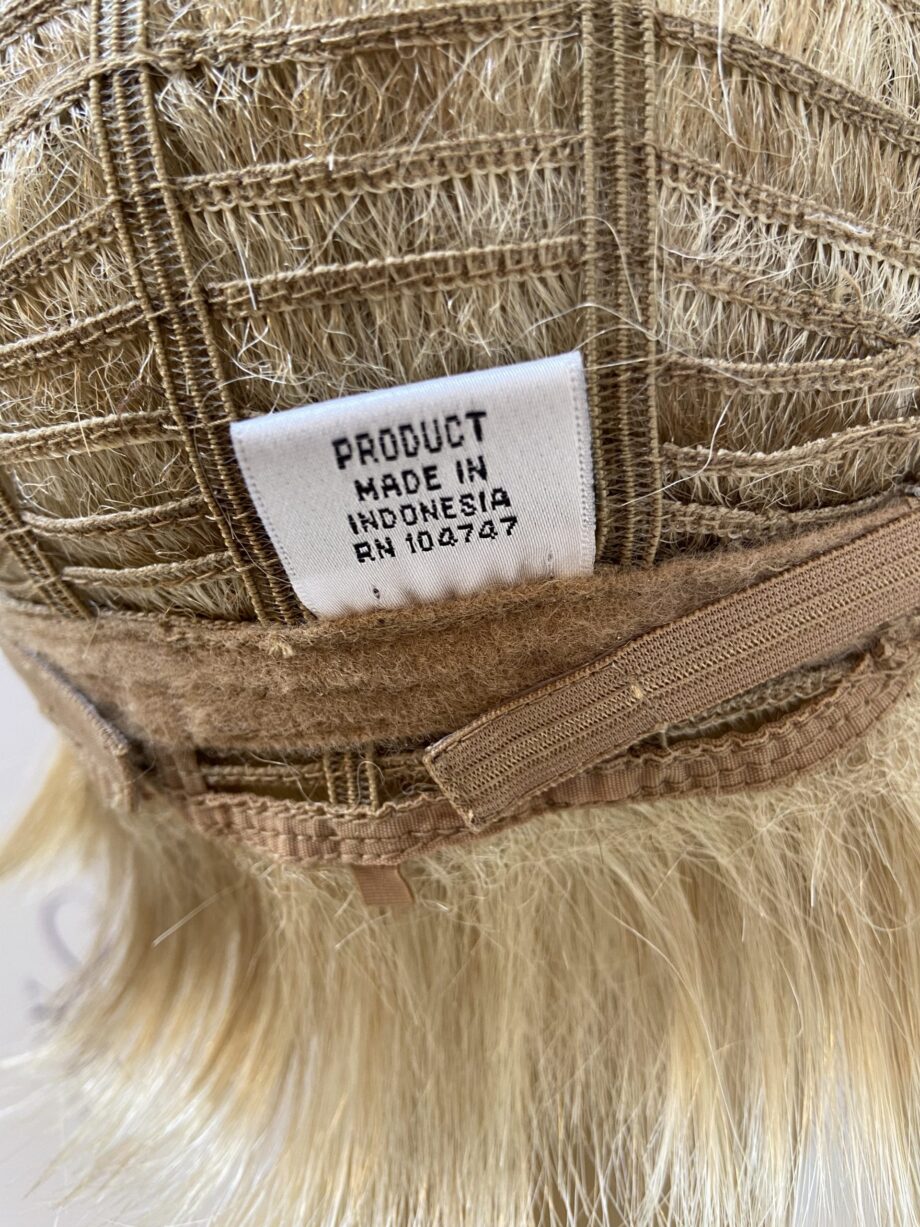 PRODUCT
MADE IN
INDONESIA
RN 104747